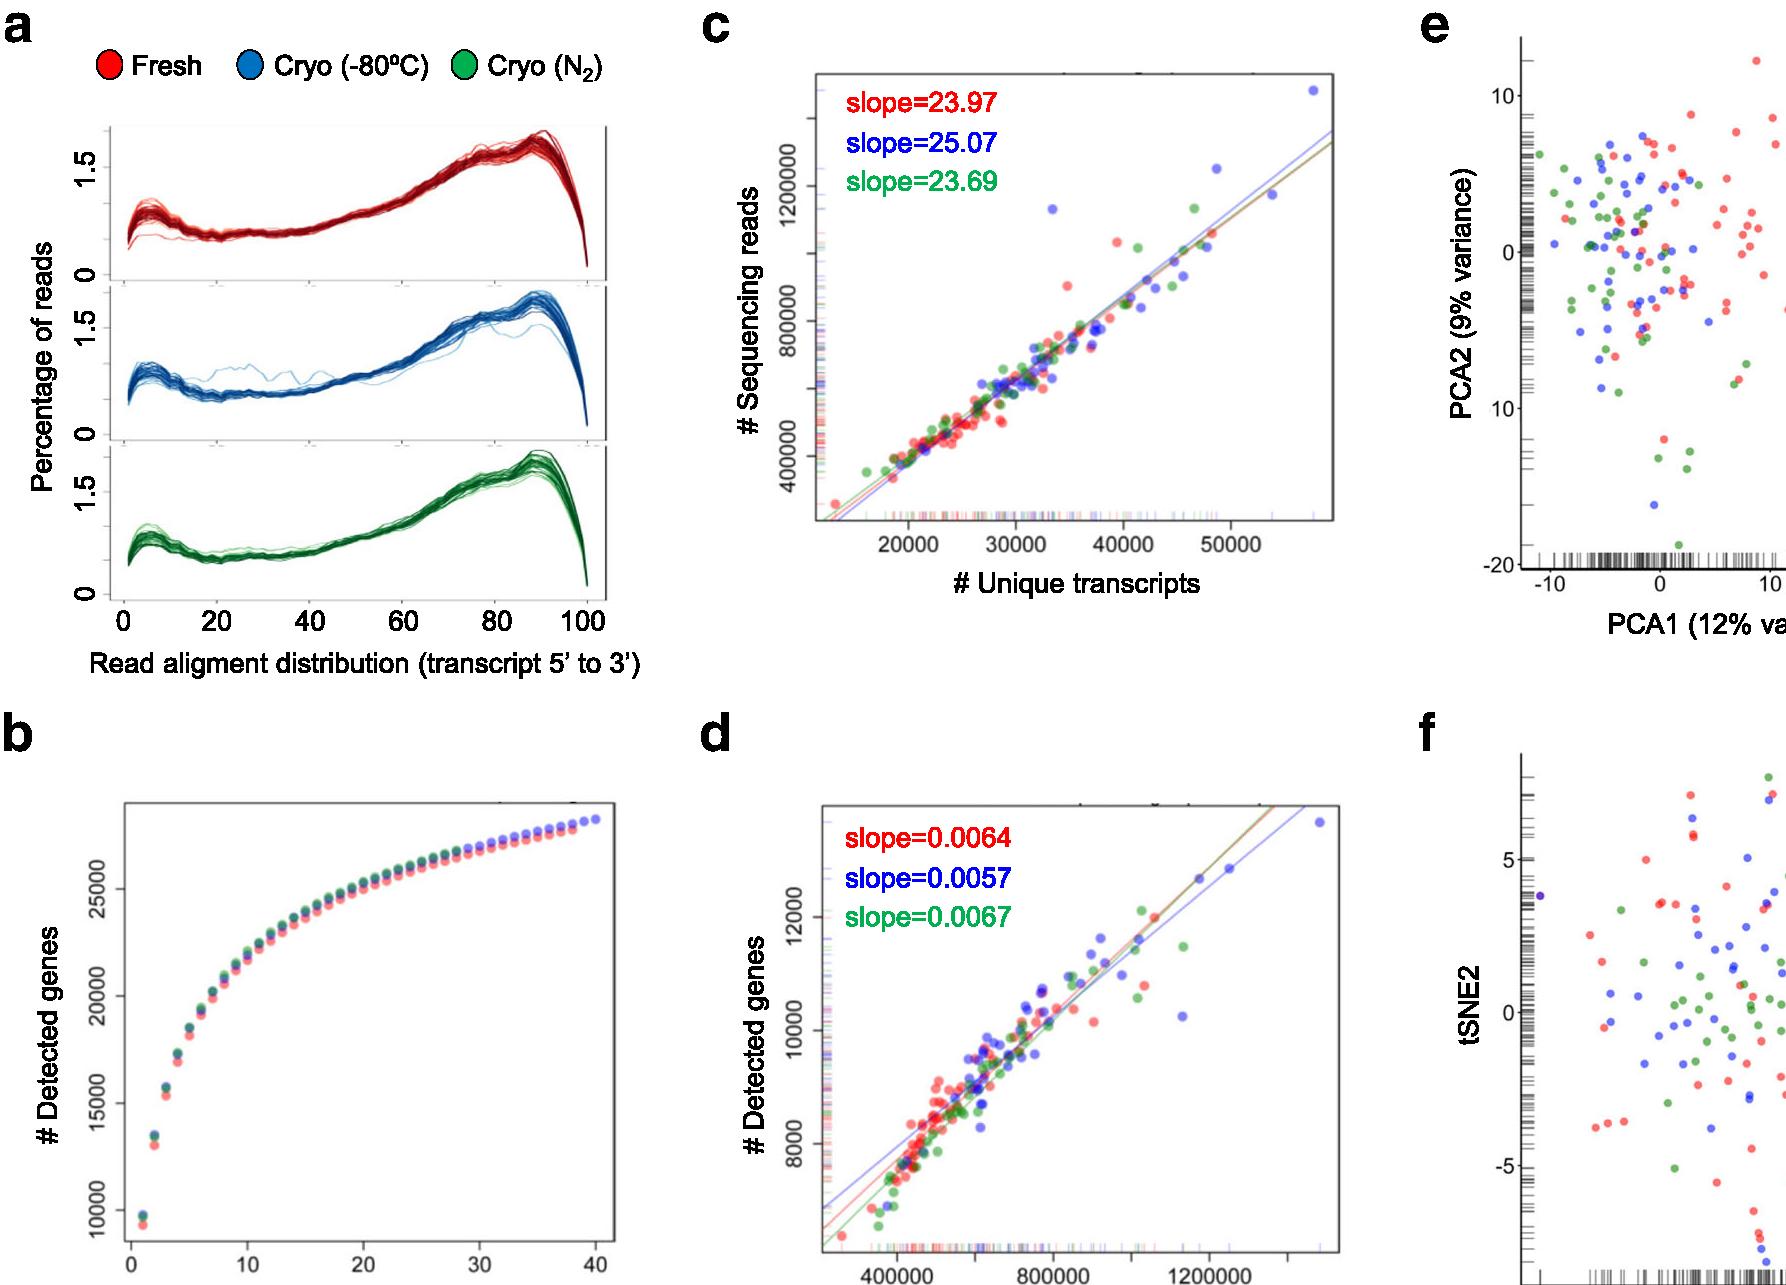 a
Fresh Cryo (-80ºC) Cryo (N2)
1.5
0
1.5
0
1.5
0
Percentage of reads
0 20 40 60 80 100
Read aligment distribution (transcript 5’ to 3’)
b
25000
20000
15000
10000
# Detected genes
0 10 20 30 40
c
slope=23.97
slope=25.07
slope=23.69
1200000
800000
400000
# Sequencing reads
20000 30000 40000 50000
# Unique transcripts
d
slope=0.0064
slope=0.0057
slope=0.0067
12000
10000
8000
# Detected genes
400000 800000 1200000
e
10
0
10
-20
PCA2 (9% variance)
-10 0 10
PCA1 (12% va
f
5
0
-5
tSNE2